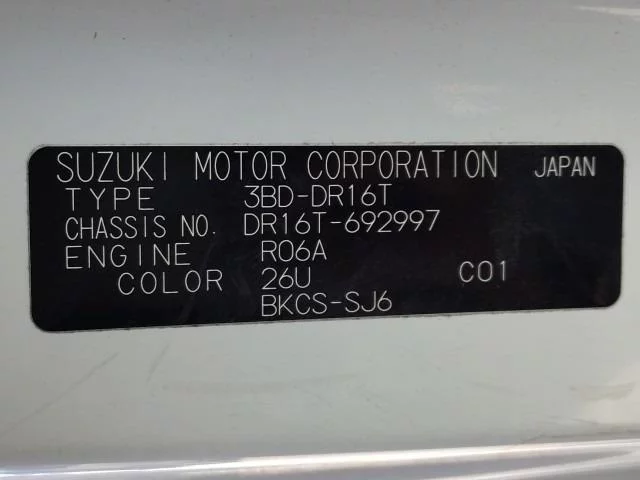 SUZUKI MOTOR CORPORATION JAPAN
TYPE 3BD-DR16T
CHASSIS NO. DR16T-692997
ENGINE R06A
COLOR 26U C01
BKCS-SJ6